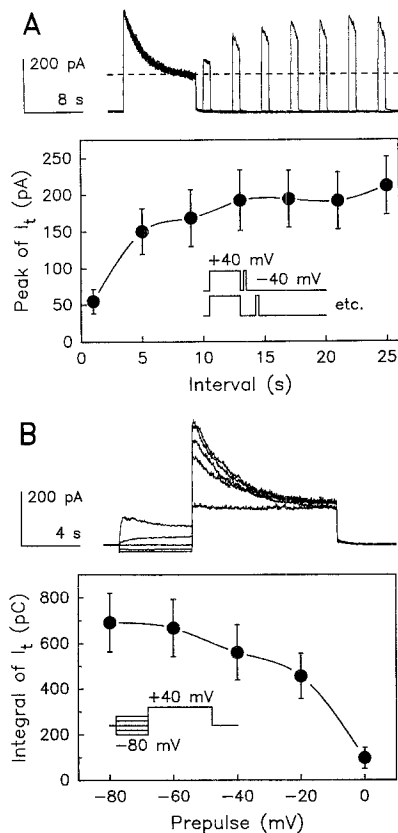 A
200 pA
8 s
Peak of I_t (pA)
250
200
150
100
50
0
+40 mV
-40 mV
etc.
0
5
10
15
20
25
Interval (s)
B
200 pA
4 s
Integral of I_t (pC)
800
600
400
200
0
+40 mV
-80 mV
-80
-60
-40
-20
0
Prepulse (mV)